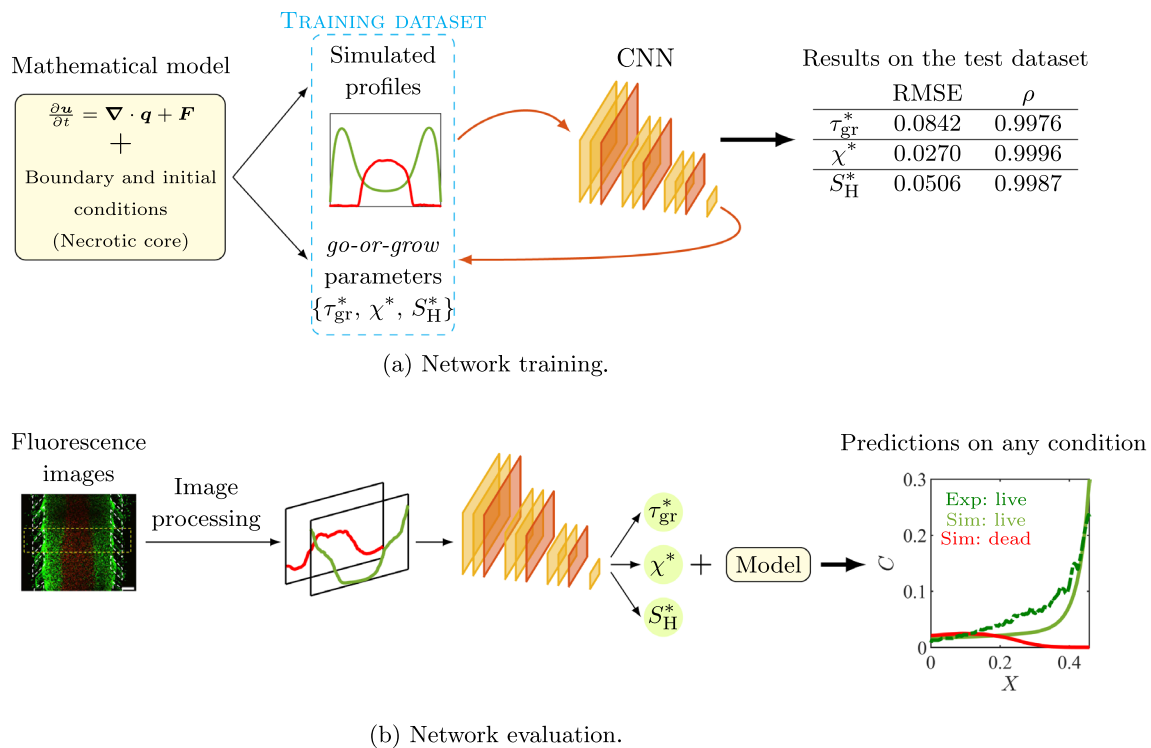 TRAINING DATASET
Mathematical model
∂u/∂t = ∇ · q + F
+
Boundary and initial
conditions
(Necrotic core)
Simulated
profiles
go-or-grow
parameters
{τ*gr, χ*, S*H}
CNN
Results on the test dataset
RMSE ρ
τ*gr 0.0842 0.9976
χ* 0.0270 0.9996
S*H 0.0506 0.9987
(a) Network training.
Fluorescence
images
Image
processing
τ*gr
χ*
S*H
+
Model
Predictions on any condition
Exp: live
Sim: live
Sim: dead
C
0.3
0.2
0.1
0
0 0.2 0.4
X
(b) Network evaluation.